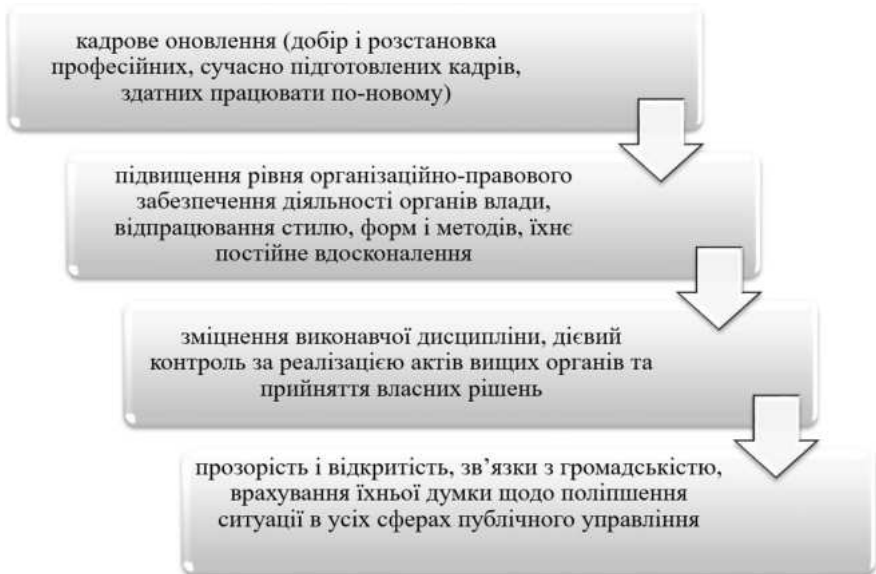 кадрове оновлення (добір і розстановка
професійних, сучасно підготовлених кадрів,
здатних працювати по-новому)
підвищення рівня організаційно-правового
забезпечення діяльності органів влади,
відпрацювання стилю, форм і методів, їхнє
постійне вдосконалення
зміцнення виконавчої дисципліни, дієвий
контроль за реалізацією актів вищих органів та
прийняття власних рішень
прозорість і відкритість, зв’язки з громадськістю,
врахування їхньої думки щодо поліпшення
ситуації в усіх сферах публічного управління